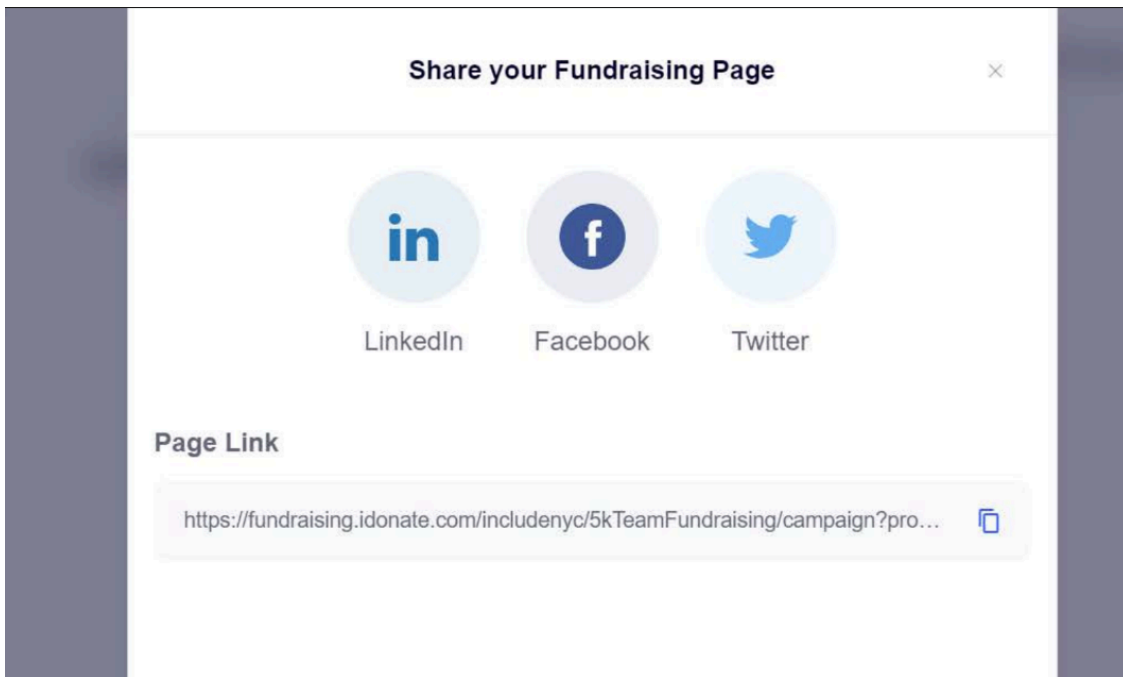 Share your Fundraising Page
in
f
LinkedIn Facebook Twitter
Page Link
https://fundraising.idonate.com/includenyc/5kTeamFundraising/campaign?pro...